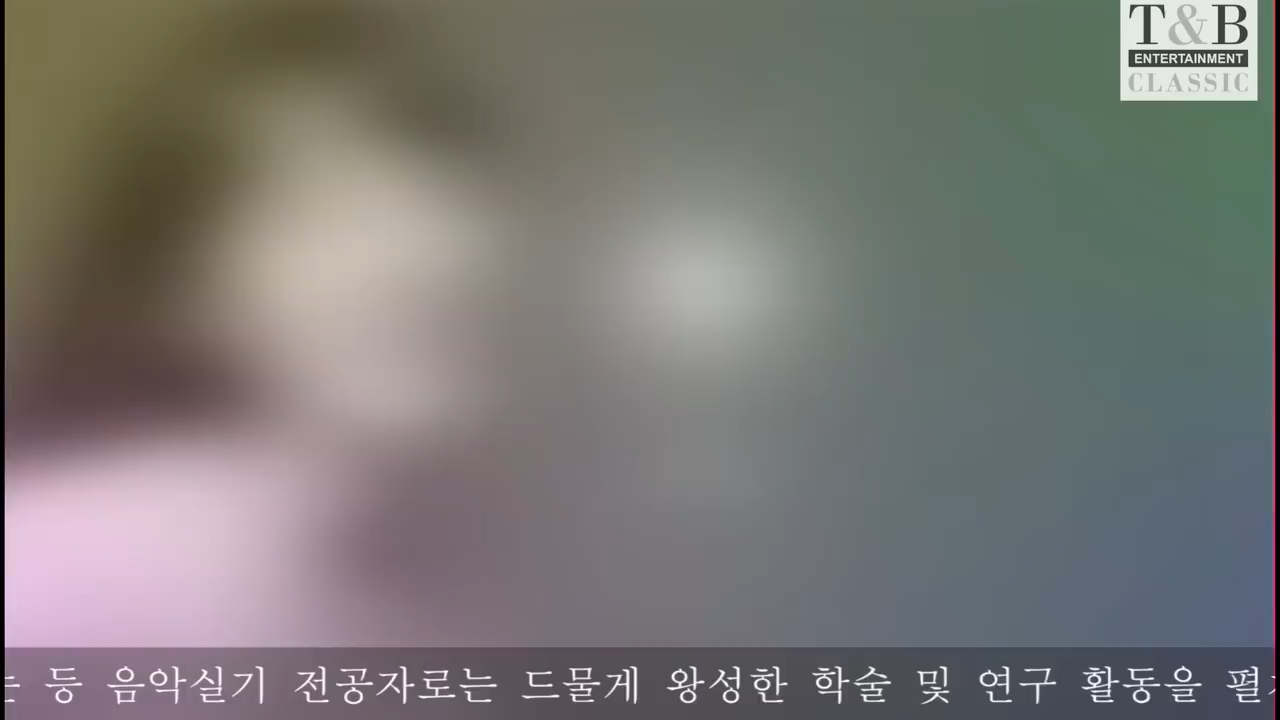 T&B
ENTERTAINMENT
CLASSIC
등 음악실기 전공자로는 드물게 왕성한 학술 및 연구 활동을